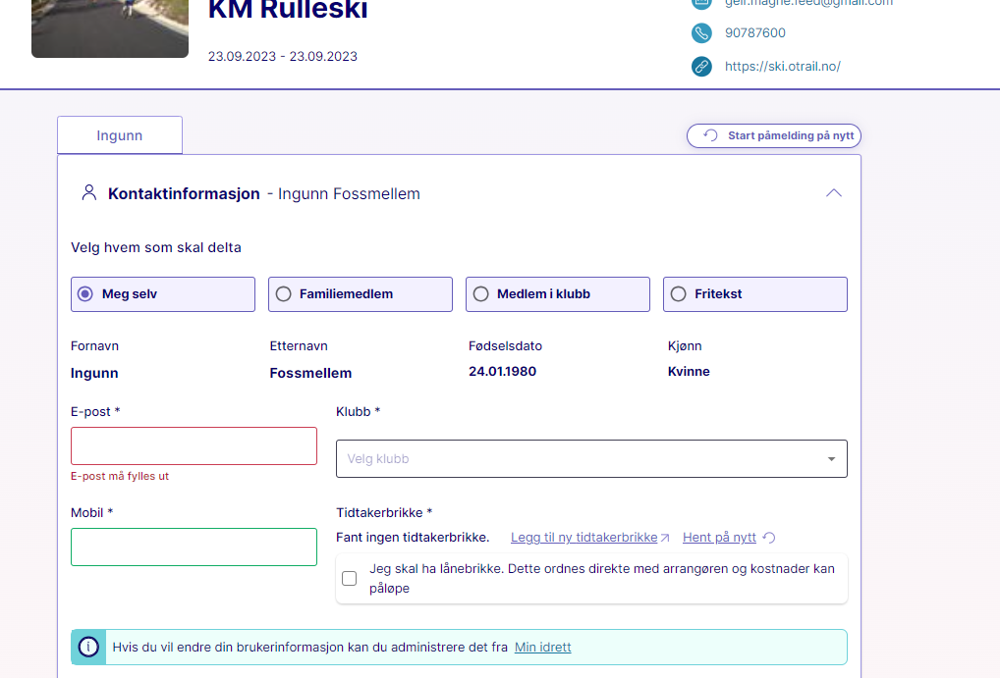 KM Rulleski
geir.magne.feed@gmail.com
23.09.2023 - 23.09.2023
90787600
https://ski.otrail.no/
Ingunn
Start påmelding på nytt
Kontaktinformasjon - Ingunn Fossmellem
Velg hvem som skal delta
Meg selv
Familiemedlem
Medlem i klubb
Fritekst
Fornavn
Etternavn
Fødselsdato
Kjønn
Ingunn
Fossmellem
24.01.1980
Kvinne
E-post *
Klubb *
Velg klubb
E-post må fylles ut
Mobil *
Tidtakerbrikke *
Fant ingen tidtakerbrikke. Legg til ny tidtakerbrikke Hent på nytt
Jeg skal ha lånebrikke. Dette ordnes direkte med arrangøren og kostnader kan
påløpe
Hvis du vil endre din brukerinformasjon kan du administrere det fra Min idrett